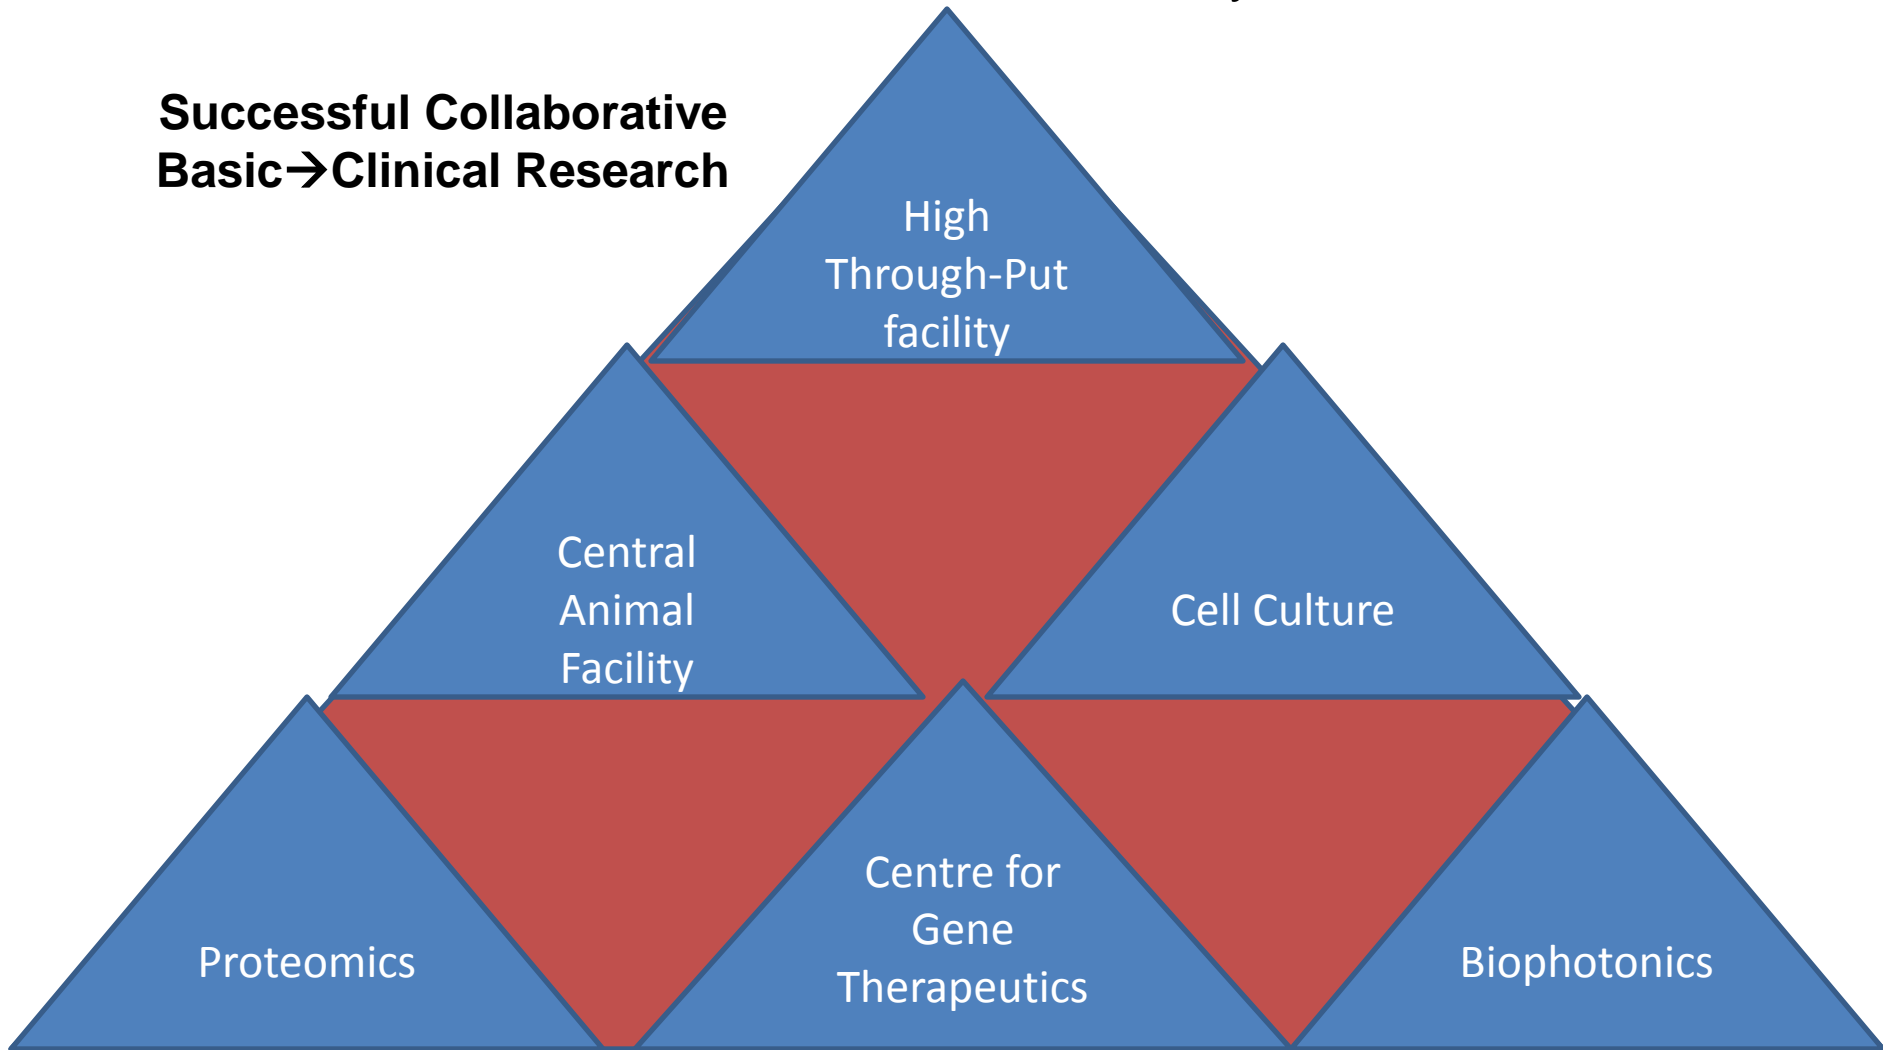 Successful Collaborative
Basic→Clinical Research
High
Through-Put
facility
Central
Animal
Facility
Cell Culture
Proteomics
Centre for
Gene
Therapeutics
Biophotonics